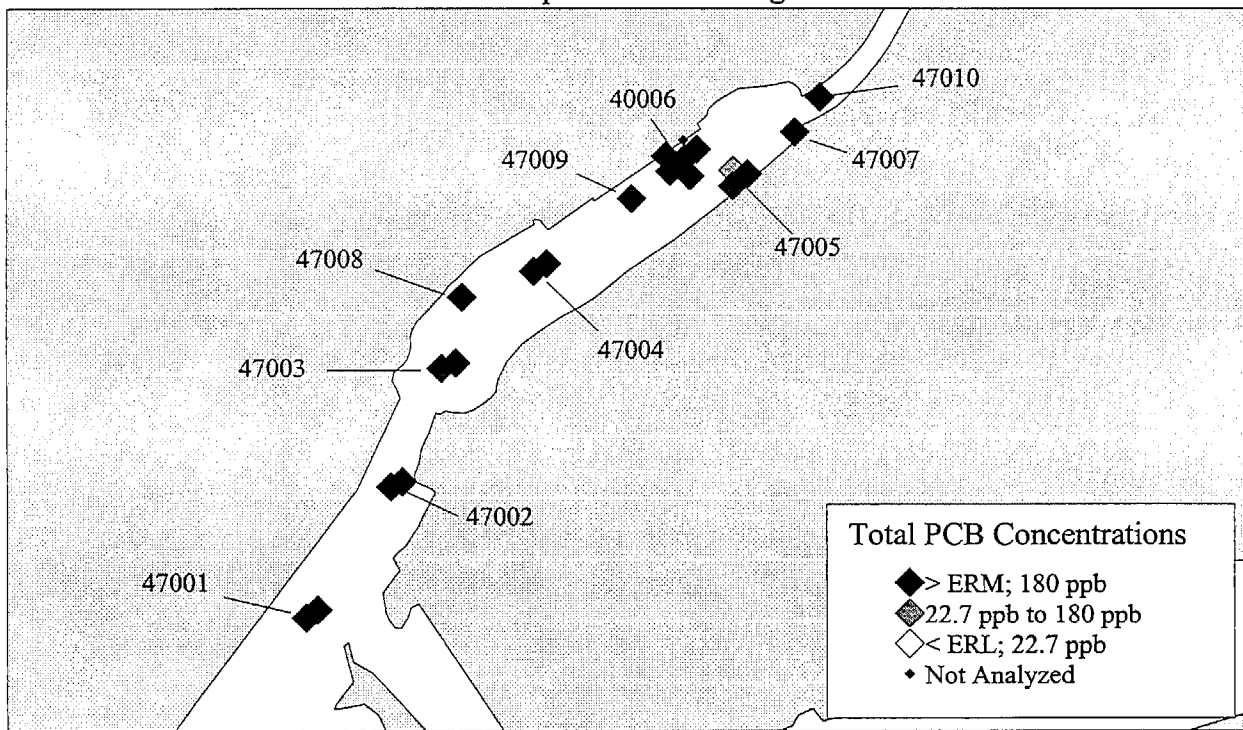 47010
40006
47009
47007
47005
47008
47004
47003
47002
47001
Total PCB Concentrations
> ERM; 180 ppb
22.7 ppb to 180 ppb
< ERL; 22.7 ppb
Not Analyzed